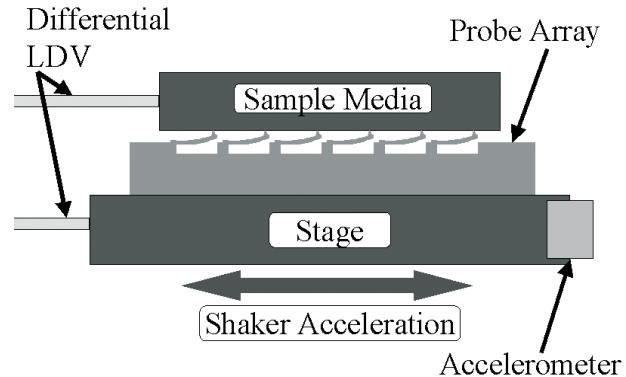 Differential
LDV
Probe Array
Sample Media
Stage
Shaker Acceleration
Accelerometer